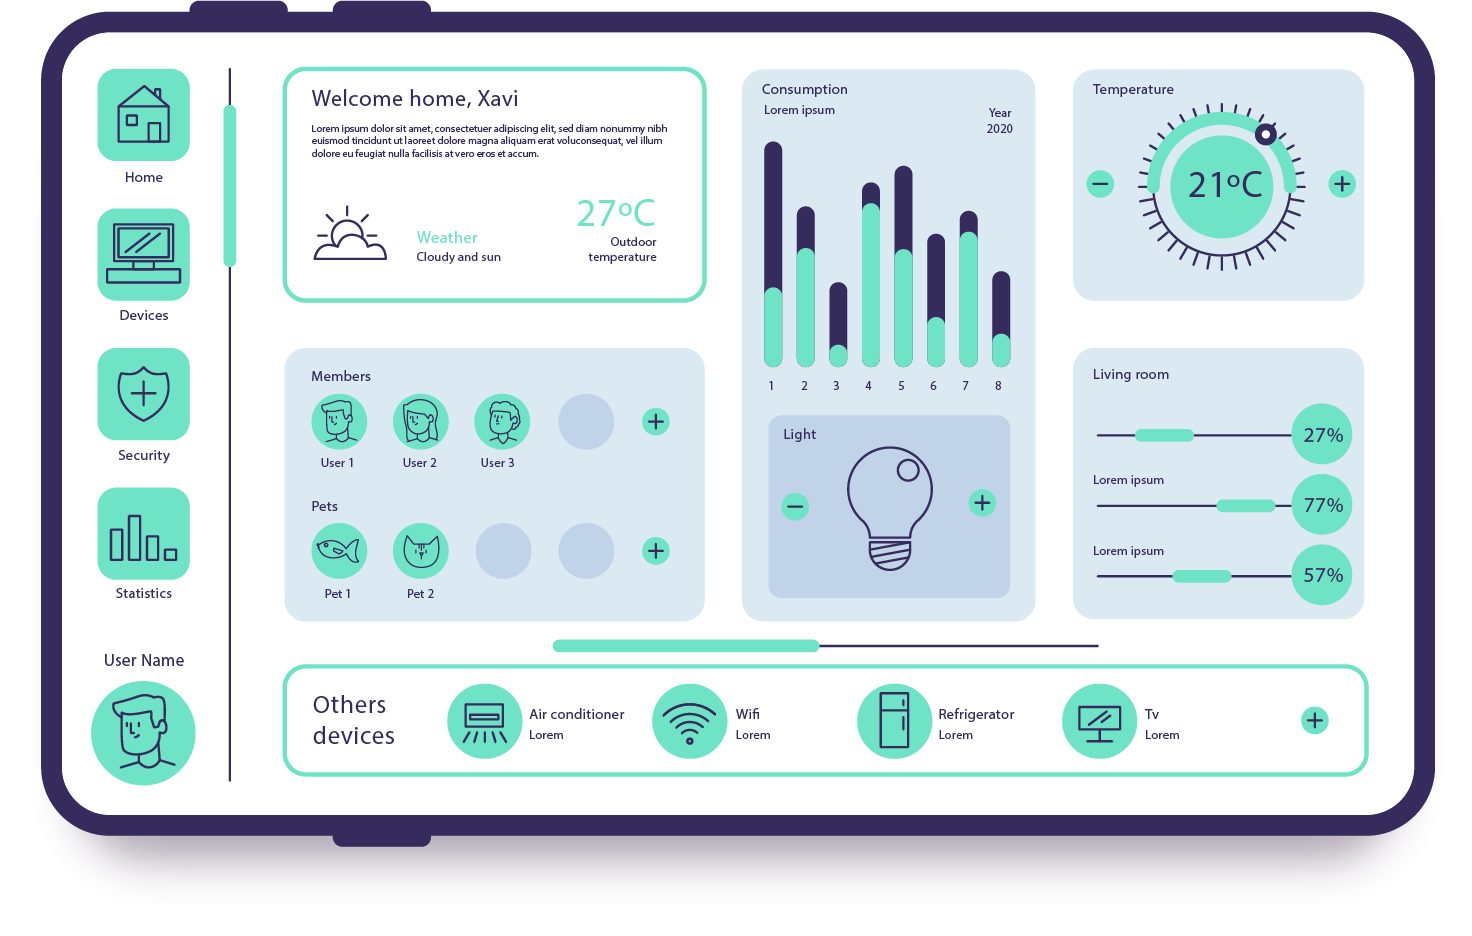 Home
Devices
Security
Statistics
User Name
Welcome home, Xavi
Lorem ipsum dolor sit amet, consectetuer adipiscing elit, sed diam nonummy nibh
euismod tincidunt ut laoreet dolore magna aliquam erat voluconsequat, vel illum
dolore eu feugiat nulla facilisis at vero eros et accum.
Weather
Cloudy and sun
27ºC
Outdoor
temperature
Members
User 1
User 2
User 3
Pets
Pet 1
Pet 2
Consumption
Lorem ipsum
Year
2020
1 2 3 4 5 6 7 8
Light
Temperature
21ºC
Living room
27%
Lorem ipsum
77%
Lorem ipsum
57%
Others
devices
Air conditioner
Lorem
Wifi
Lorem
Refrigerator
Lorem
Tv
Lorem